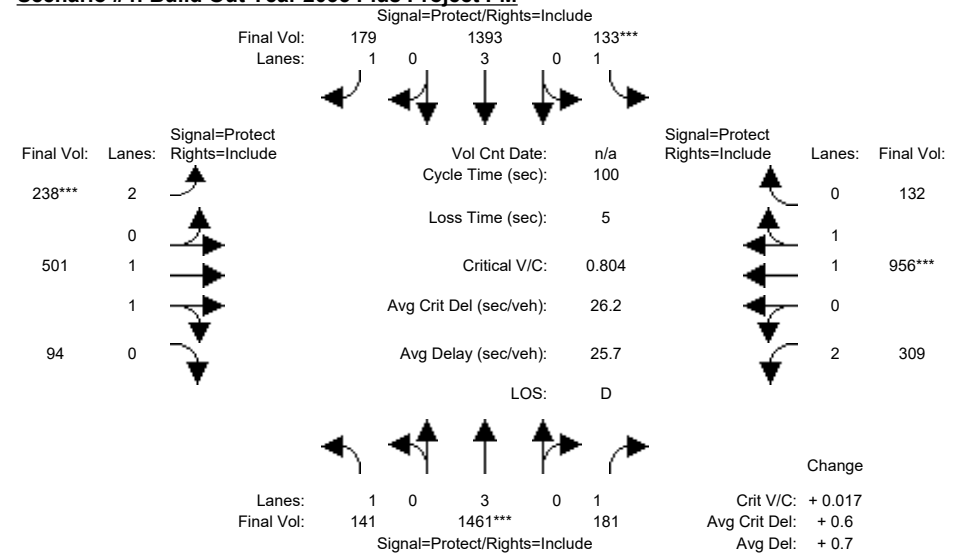 Scenario #4: Build Out Year 2035 Plus Project PM
Signal=Protect/Rights=Include
Final Vol: 179 1393 133***
Lanes: 1 0 3 0 1
Signal=Protect Signal=Protect
Final Vol: Lanes: Rights=Include Vol Cnt Date: n/a Rights=Include Lanes: Final Vol:
Cycle Time (sec): 100
238*** 2 0 132
Loss Time (sec): 5
0 1
501 1 Critical V/C: 0.804 1 956***
1 Avg Crit Del (sec/veh): 26.2 0
94 0 Avg Delay (sec/veh): 25.7 2 309
LOS: D
Change
Lanes: 1 0 3 0 1 Crit V/C: + 0.017
Final Vol: 141 1461*** 181 Avg Crit Del: + 0.6
Signal=Protect/Rights=Include Avg Del: + 0.7